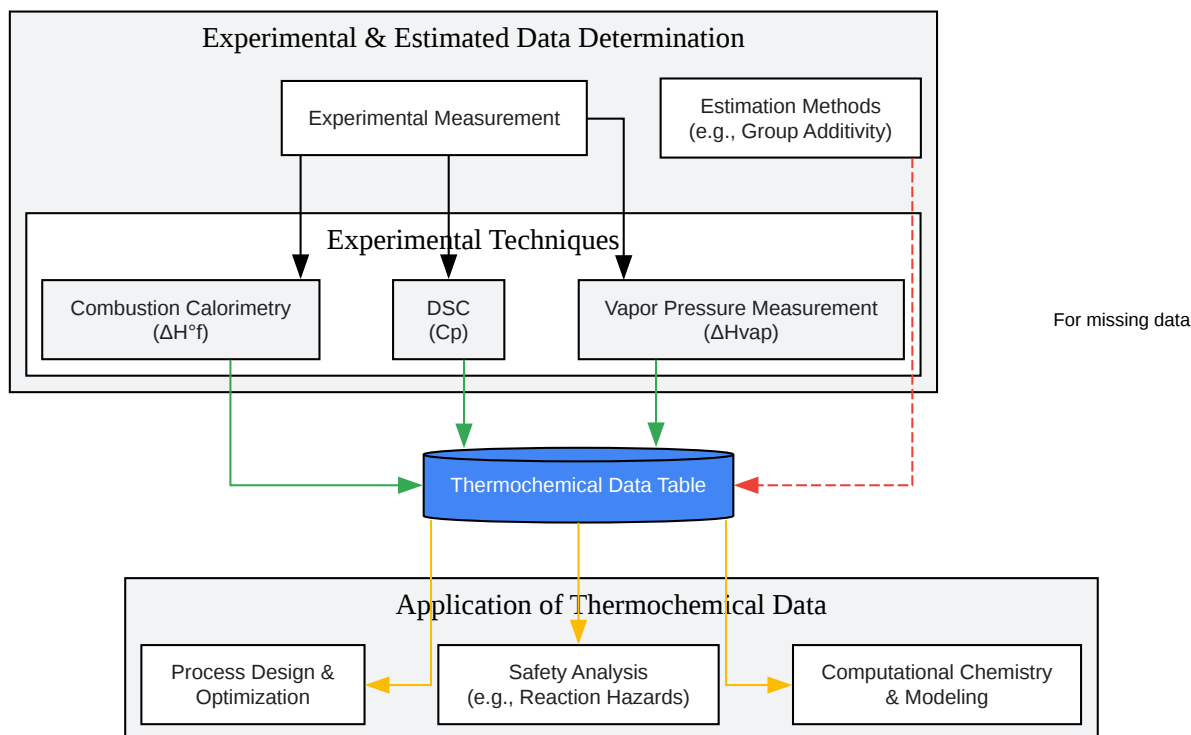 Experimental & Estimated Data Determination
Experimental Measurement
Estimation Methods
(e.g., Group Additivity)
Experimental Techniques
Combustion Calorimetry
(ΔH°f)
DSC
(Cp)
Vapor Pressure Measurement
(ΔHvap)
For missing data
Thermochemical Data Table
Application of Thermochemical Data
Process Design &
Optimization
Safety Analysis
(e.g., Reaction Hazards)
Computational Chemistry
& Modeling